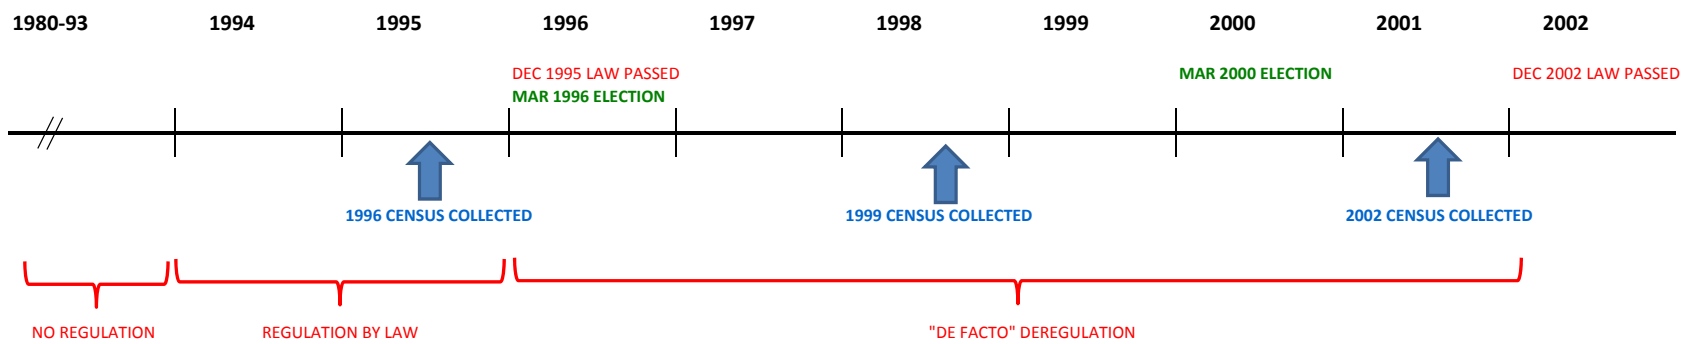 1980-93 1994 1995 1996 1997 1998 1999 2000 2001 2002
DEC 1995 LAW PASSED MAR 2000 ELECTION DEC 2002 LAW PASSED
MAR 1996 ELECTION
1996 CENSUS COLLECTED 1999 CENSUS COLLECTED 2002 CENSUS COLLECTED
NO REGULATION REGULATION BY LAW "DE FACTO" DEREGULATION